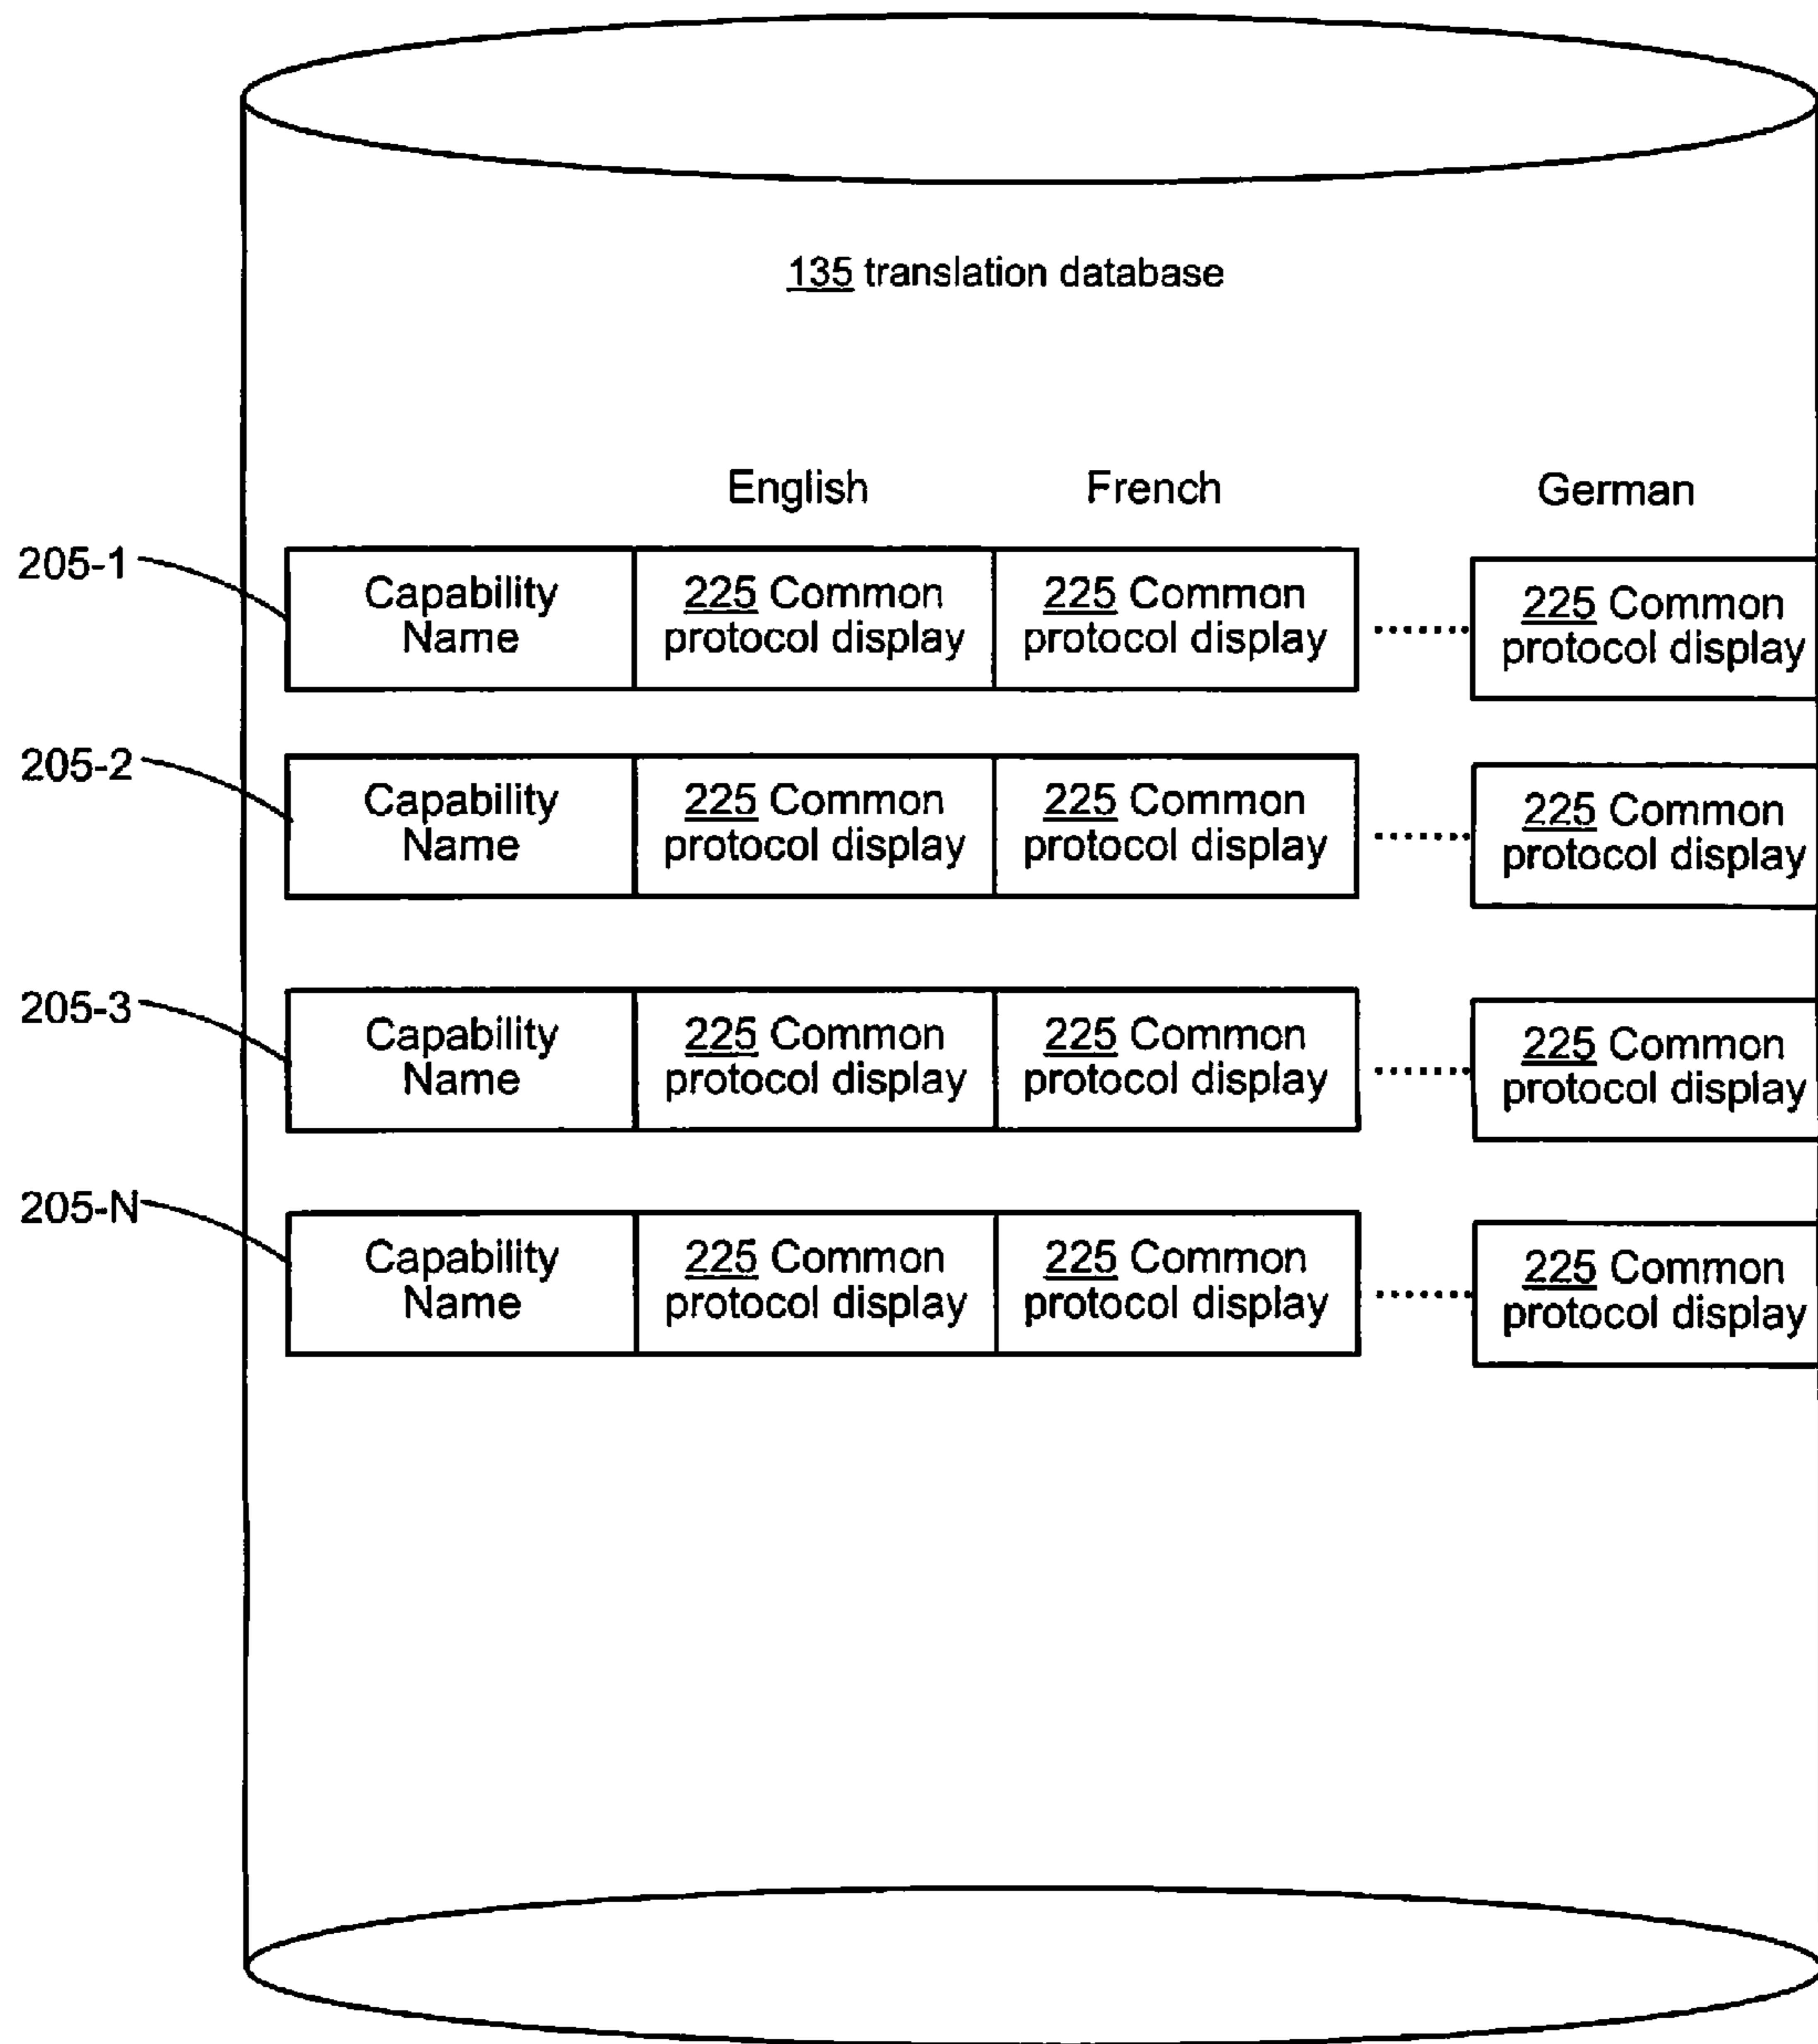 135 translation database
English French German
205-1
Capability Name
225 Common protocol display
225 Common protocol display
225 Common protocol display
205-2
Capability Name
225 Common protocol display
225 Common protocol display
225 Common protocol display
205-3
Capability Name
225 Common protocol display
225 Common protocol display
225 Common protocol display
205-N
Capability Name
225 Common protocol display
225 Common protocol display
225 Common protocol display